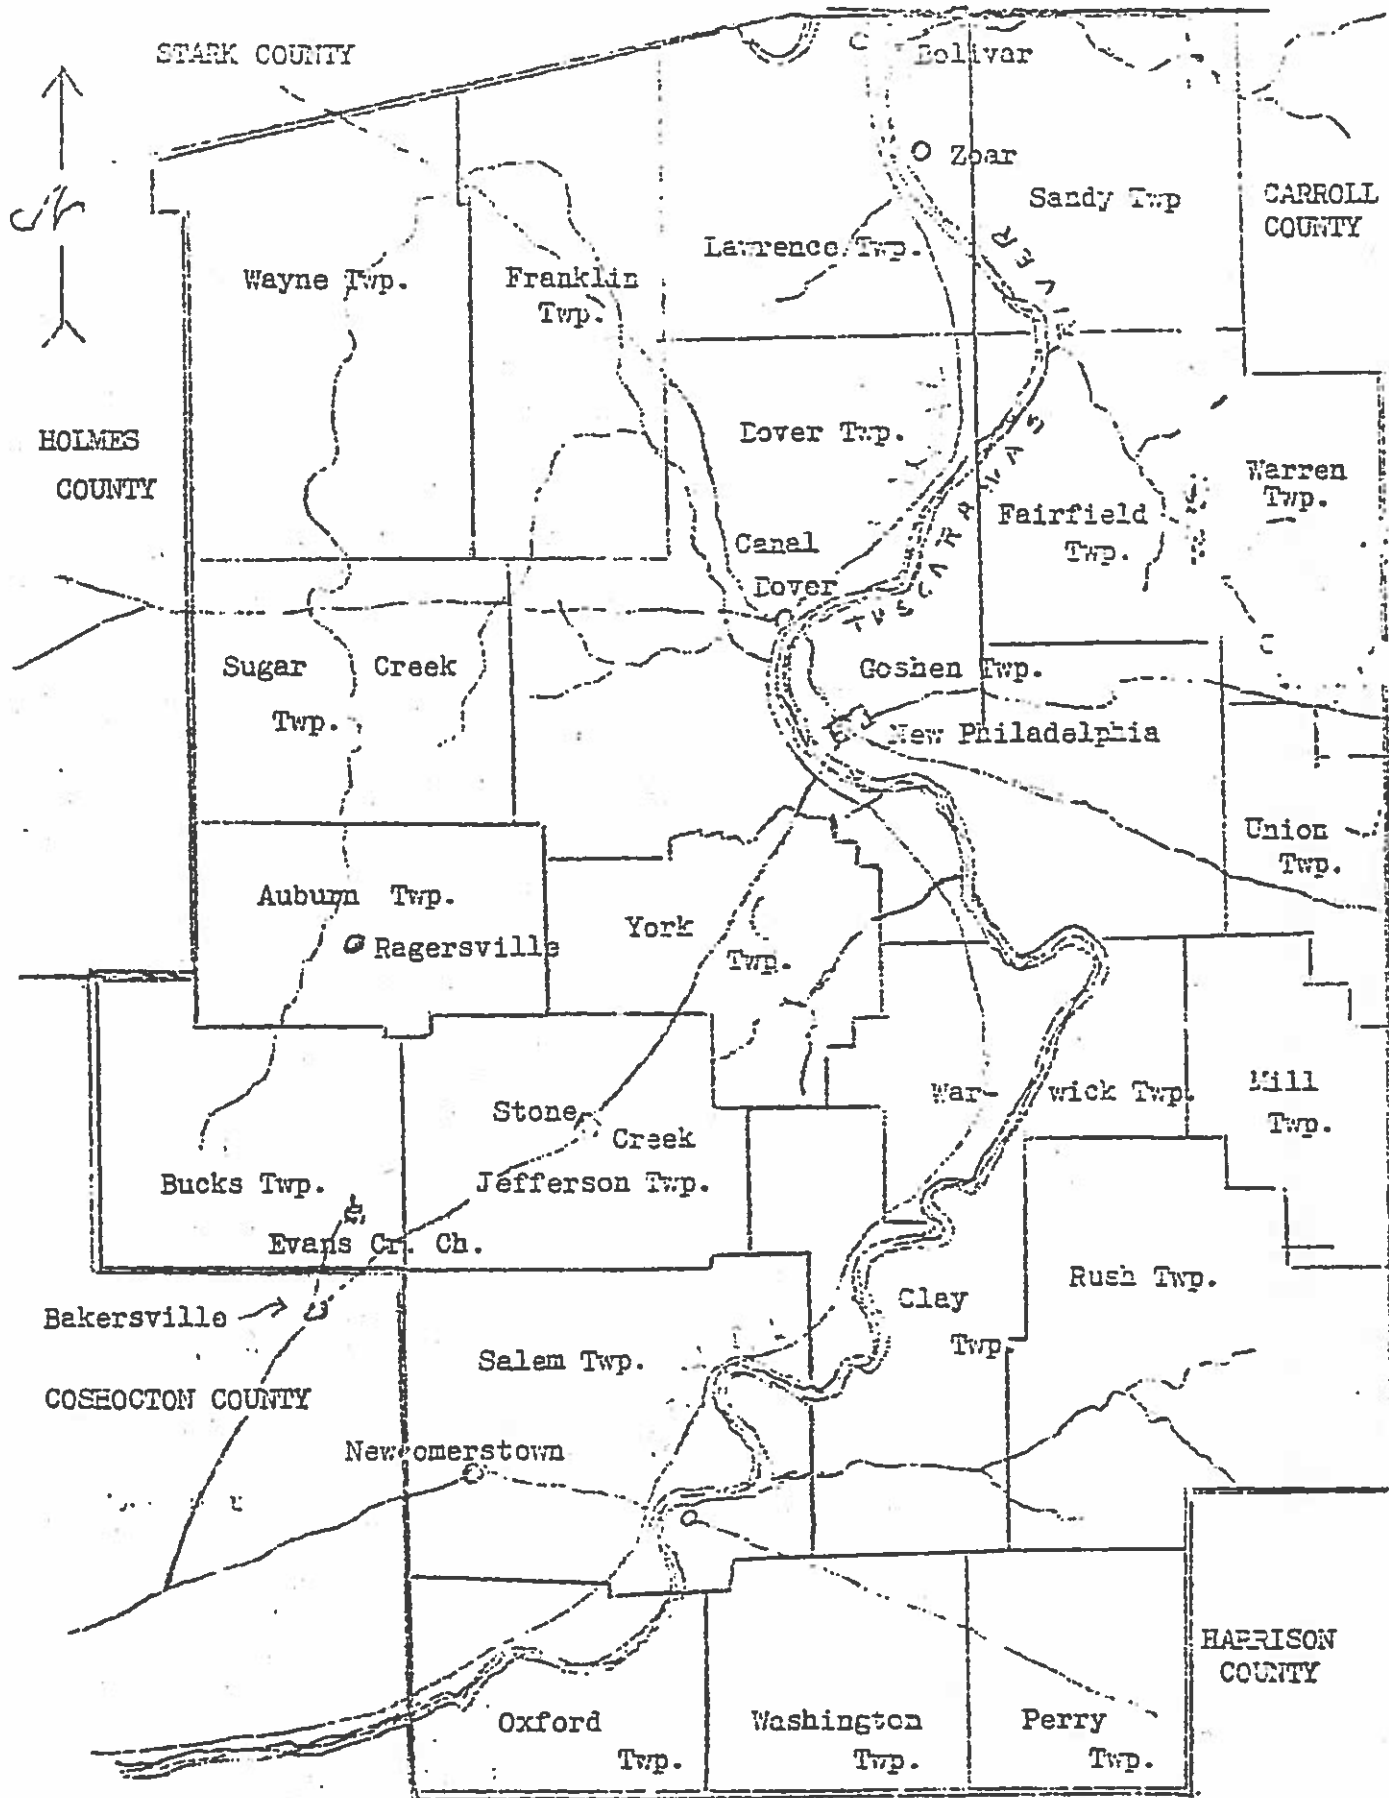 STARK COUNTY
Bolivar
N
Zoar
Sandy Twp
CARROLL
COUNTY
Lawrence Twp.
Wayne Twp.
Franklin
Twp.
TUSCARAWAS RIVER
HOLMES
COUNTY
Dover Twp.
Warren
Twp.
Fairfield
Twp.
Canal
Dover
Sugar Creek
Twp.
Goshen Twp.
New Philadelphia
Union
Twp.
Auburn Twp.
Ragersville
York
Twp.
War- wick Twp.
Mill
Twp.
Stone
Creek
Jefferson Twp.
Bucks Twp.
Evans Cr. Ch.
Bakersville
Clay
Twp.
Rush Twp.
Salem Twp.
COSHOCTON COUNTY
Newcomerstown
HARRISON
COUNTY
Oxford
Twp.
Washington
Twp.
Perry
Twp.